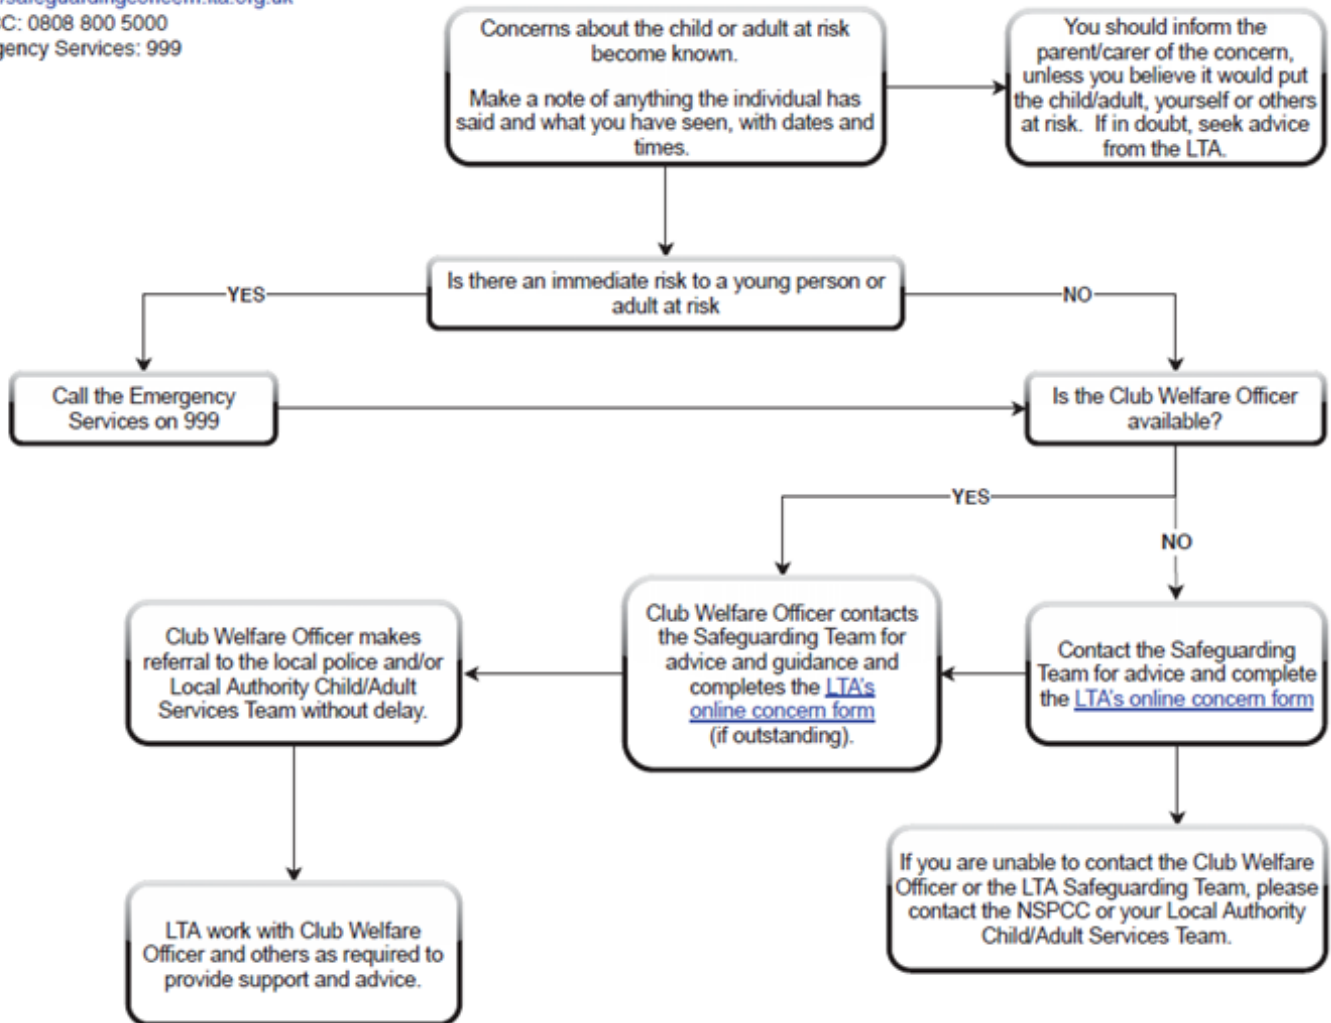 safeguardingconcern.lta.org.uk
C: 0808 800 5000
gency Services: 999
Concerns about the child or adult at risk
become known.
Make a note of anything the individual has
said and what you have seen, with dates and
times.
You should inform the
parent/carer of the concern,
unless you believe it would put
the child/adult, yourself or others
at risk. If in doubt, seek advice
from the LTA.
Is there an immediate risk to a young person or
adult at risk
YES
NO
Call the Emergency
Services on 999
Is the Club Welfare Officer
available?
YES
NO
Club Welfare Officer makes
referral to the local police and/or
Local Authority Child/Adult
Services Team without delay.
Club Welfare Officer contacts
the Safeguarding Team for
advice and guidance and
completes the LTA's
online concern form
(if outstanding).
Contact the Safeguarding
Team for advice and complete
the LTA's online concern form
LTA work with Club Welfare
Officer and others as required to
provide support and advice.
If you are unable to contact the Club Welfare
Officer or the LTA Safeguarding Team, please
contact the NSPCC or your Local Authority
Child/Adult Services Team.